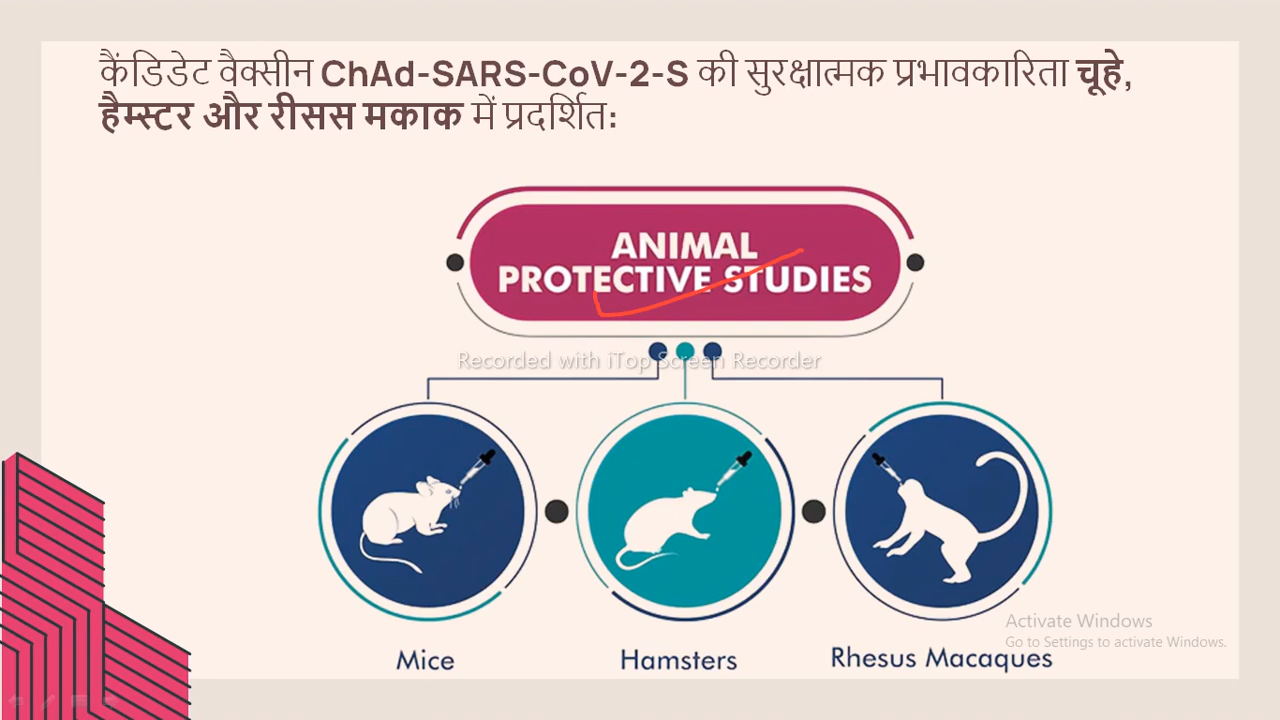 कैंडिडेट वैक्सीन ChAd-SARS-CoV-2-S की सुरक्षात्मक प्रभावकारिता चूहे,
हैम्स्टर और रीसस मकाक में प्रदर्शित:
ANIMAL
PROTECTIVE STUDIES
Recorded with iTop Screen Recorder
Mice
Hamsters
Rhesus Macaques
Activate Windows
Go to Settings to activate Windows.